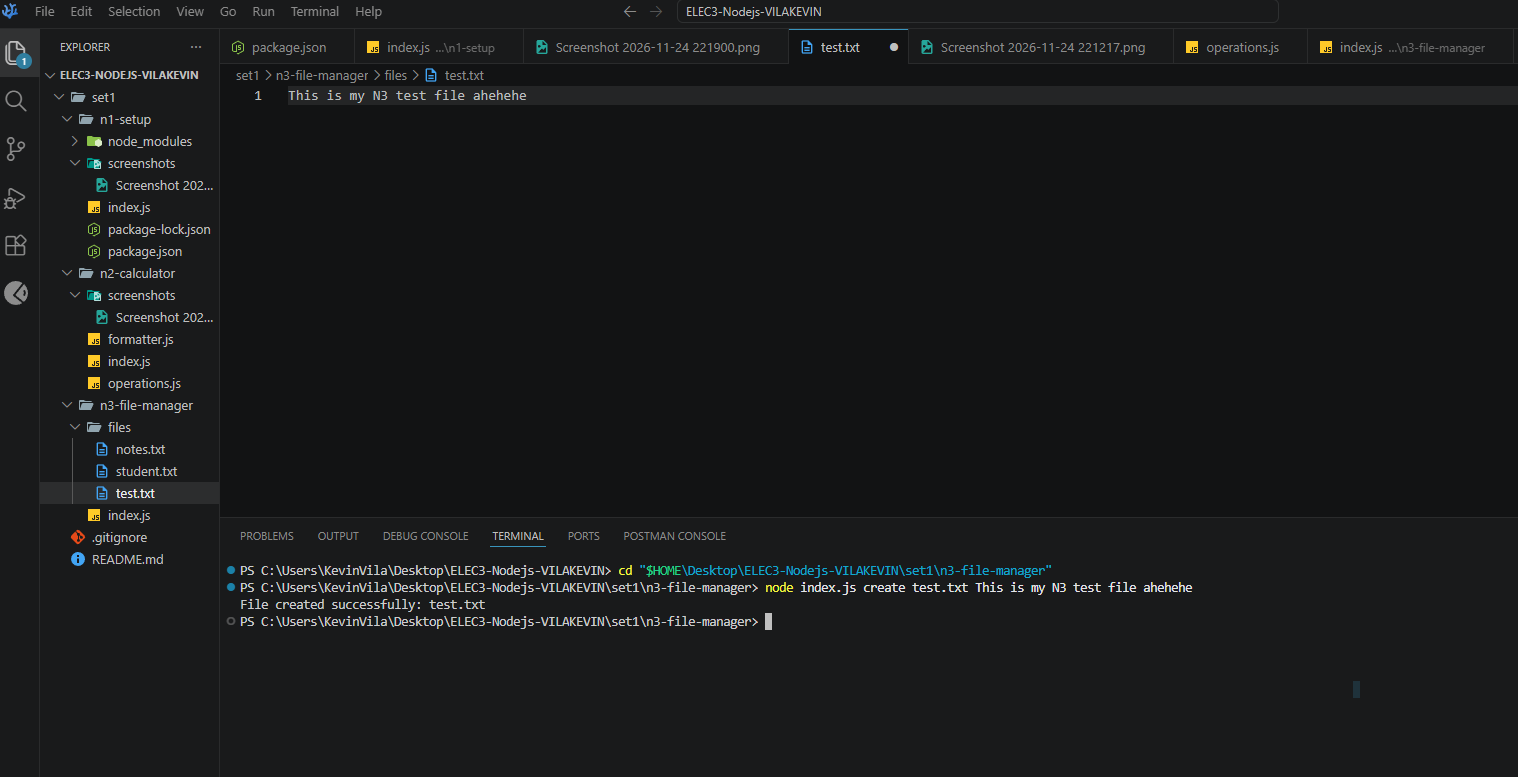 File Edit Selection View Go Run Terminal Help
ELEC3-Nodejs-VILAKEVIN
1
EXPLORER ...
ELEC3-NODEJS-VILAKEVIN
set1
n1-setup
node_modules
screenshots
Screenshot 202...
index.js
package-lock.json
package.json
n2-calculator
screenshots
Screenshot 202...
formatter.js
index.js
operations.js
n3-file-manager
files
notes.txt
student.txt
test.txt
index.js
.gitignore
README.md
package.json index.js ...\n1-setup Screenshot 2026-11-24 221900.png test.txt Screenshot 2026-11-24 221217.png operations.js index.js ...\n3-file-manager
set1 > n3-file-manager > files > test.txt
1 This is my N3 test file ahehehe
PROBLEMS OUTPUT DEBUG CONSOLE TERMINAL PORTS POSTMAN CONSOLE
PS C:\Users\KevinVila\Desktop\ELEC3-Nodejs-VILAKEVIN> cd "$HOME\Desktop\ELEC3-Nodejs-VILAKEVIN\set1\n3-file-manager"
PS C:\Users\KevinVila\Desktop\ELEC3-Nodejs-VILAKEVIN\set1\n3-file-manager> node index.js create test.txt This is my N3 test file ahehehe
File created successfully: test.txt
PS C:\Users\KevinVila\Desktop\ELEC3-Nodejs-VILAKEVIN\set1\n3-file-manager>